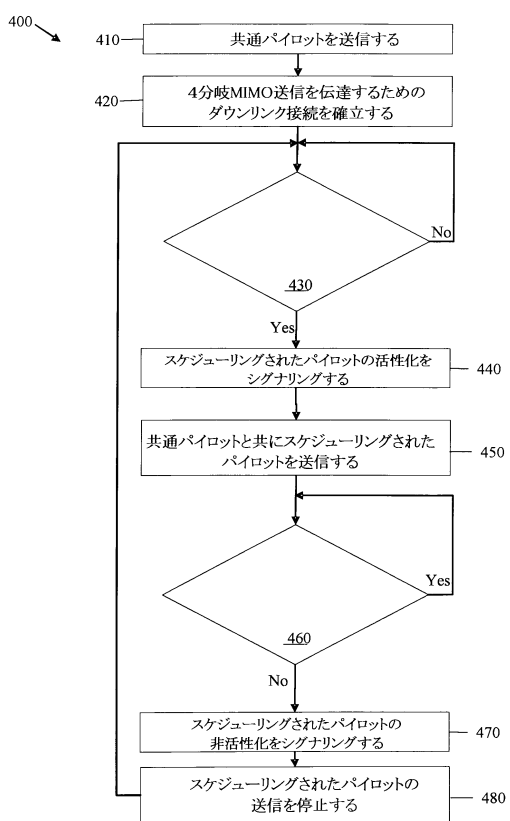 400
410
共通パイロットを送信する
420
4分岐MIMO送信を伝達するための
ダウンリンク接続を確立する
No
430
Yes
スケジューリングされたパイロットの活性化を
シグナリングする
440
共通パイロットと共にスケジューリングされた
パイロットを送信する
450
Yes
460
No
スケジューリングされたパイロットの
非活性化をシグナリングする
470
スケジューリングされたパイロットの
送信を停止する
480